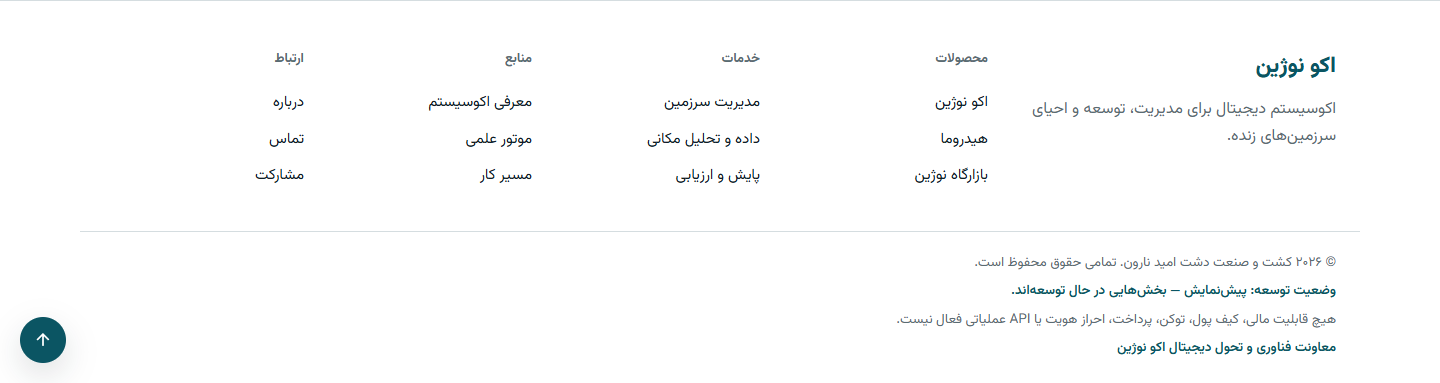 اکو نوژین
اکوسیستم دیجیتال برای مدیریت، توسعه و احیای
سرزمین‌های زنده.
محصولات
اکو نوژین
هیدروما
بازارگاه نوژین
خدمات
مدیریت سرزمین
داده و تحلیل مکانی
پایش و ارزیابی
منابع
معرفی اکوسیستم
موتور علمی
مسیر کار
ارتباط
درباره
تماس
مشارکت
© ۲۰۲۶ کشت و صنعت دشت امید نارون. تمامی حقوق محفوظ است.
وضعیت توسعه: پیش‌نمایش — بخش‌هایی در حال توسعه‌اند.
هیچ قابلیت مالی، کیف پول، توکن، پرداخت، احراز هویت یا API عملیاتی فعال نیست.
معاونت فناوری و تحول دیجیتال اکو نوژین